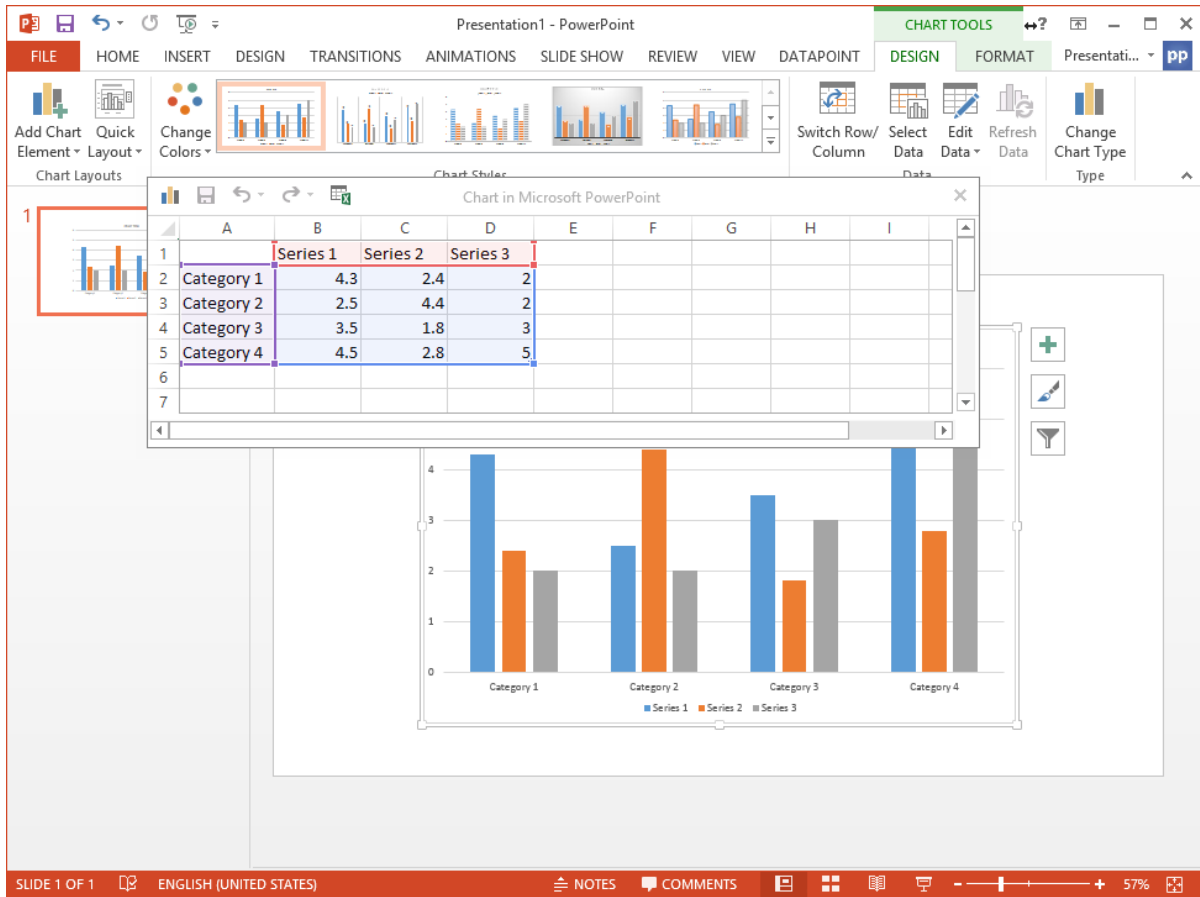 Presentation1 - PowerPoint
CHART TOOLS
?
FILE HOME INSERT DESIGN TRANSITIONS ANIMATIONS SLIDE SHOW REVIEW VIEW DATAPOINT DESIGN FORMAT Presentati... pp
Add Chart Element
Quick Layout
Change Colors
Switch Row/ Column
Select Data
Edit Data
Refresh Data
Change Chart Type
Chart Layouts
Chart Styles
Data
Type
Chart in Microsoft PowerPoint
1
A B C D E F G H I
1 Series 1 Series 2 Series 3
2 Category 1 4.3 2.4 2
3 Category 2 2.5 4.4 2
4 Category 3 3.5 1.8 3
5 Category 4 4.5 2.8 5
6
7
4
3
2
1
0
Category 1 Category 2 Category 3 Category 4
Series 1 Series 2 Series 3
SLIDE 1 OF 1 ENGLISH (UNITED STATES) NOTES COMMENTS 57%